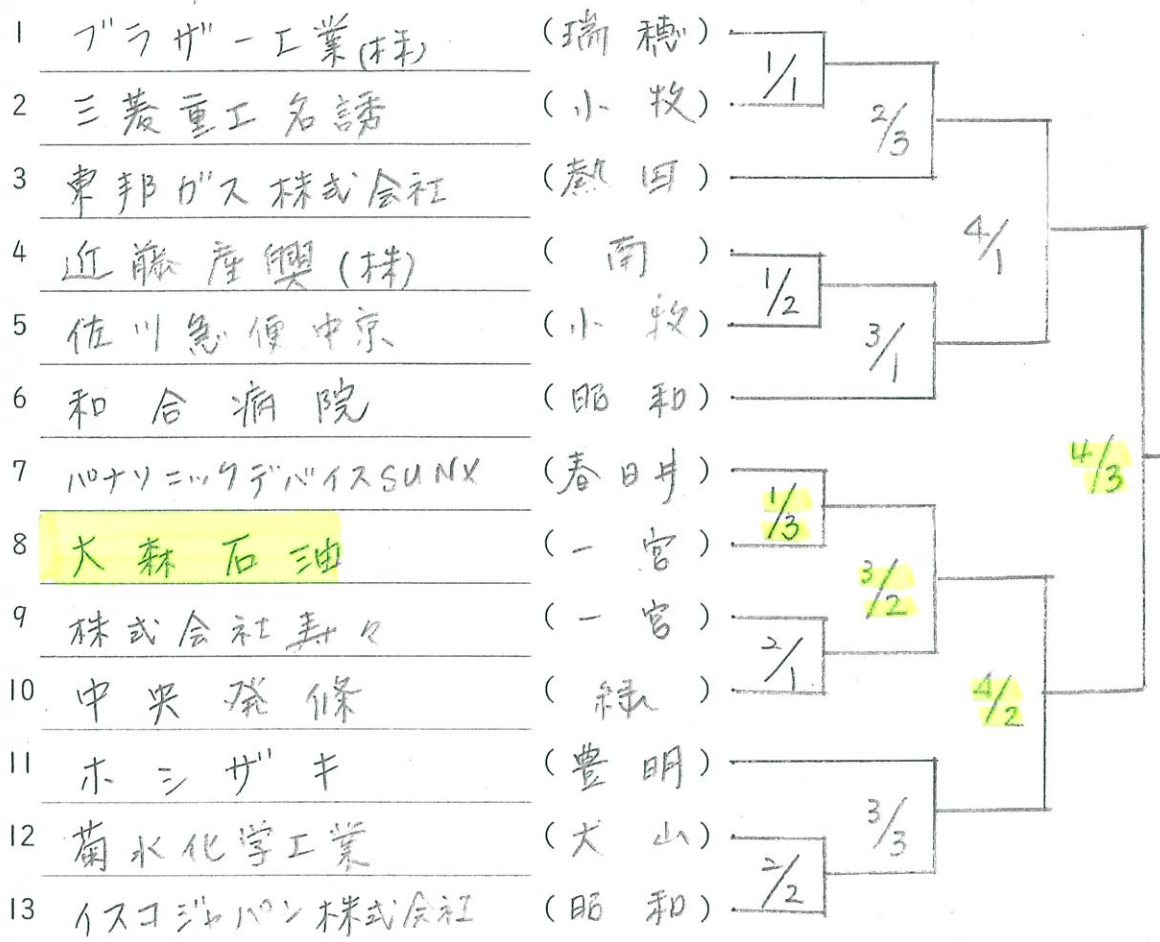 1 ブラザー工業(株) (瑞穂)
2 三菱重工名誘 (小牧)
3 東邦ガス株式会社 (熱田)
4 近藤産興(株) (南)
5 佐川急便中京 (小牧)
6 和合病院 (昭和)
7 パナソニックデバイスSUNX (春日井)
8 大森石油 (一宮)
9 株式会社寿々 (一宮)
10 中央発條 (緑)
11 ホシザキ (豊明)
12 菊水化学工業 (犬山)
13 イスコジャパン株式会社 (昭和)
1/1
2/3
4/1
1/2
3/1
4/3
1/3
3/2
2/1
4/2
3/3
2/2